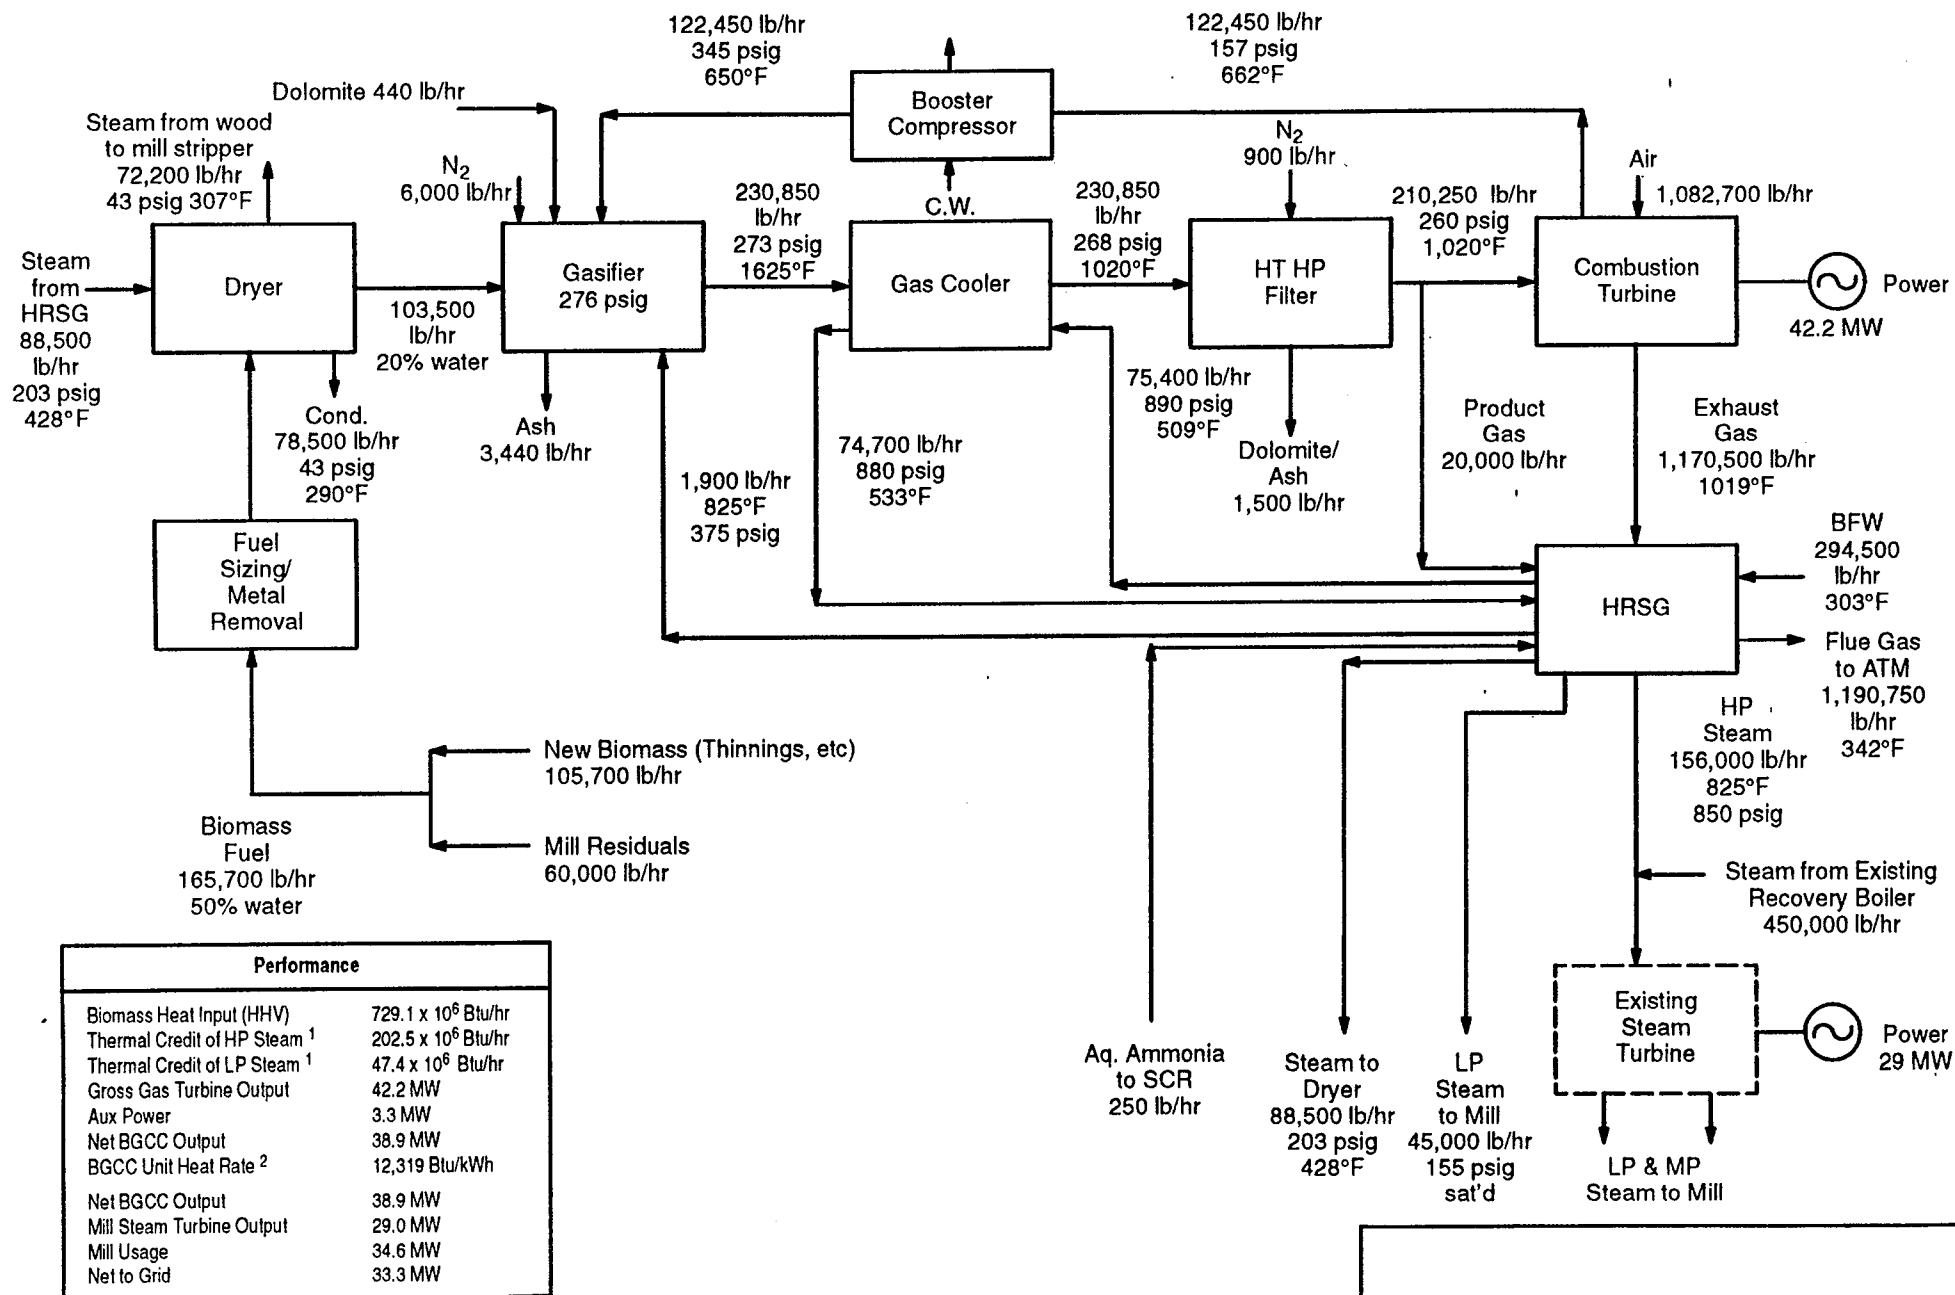 122,450 lb/hr
345 psig
650°F
122,450 lb/hr
157 psig
662°F
Dolomite 440 lb/hr
Booster
Compressor
Steam from wood
to mill stripper
72,200 lb/hr
43 psig 307°F
N2
6,000 lb/hr
230,850
lb/hr
273 psig
1625°F
C.W.
230,850
lb/hr
268 psig
1020°F
N2
900 lb/hr
210,250 lb/hr
260 psig
1,020°F
Air
1,082,700 lb/hr
Steam
from
HRSG
88,500
lb/hr
203 psig
428°F
Dryer
103,500
lb/hr
20% water
Gasifier
276 psig
Gas Cooler
HT HP
Filter
Combustion
Turbine
Power
42.2 MW
Cond.
78,500 lb/hr
43 psig
290°F
Ash
3,440 lb/hr
1,900 lb/hr
825°F
375 psig
74,700 lb/hr
880 psig
533°F
75,400 lb/hr
890 psig
509°F
Dolomite/
Ash
1,500 lb/hr
Product
Gas
20,000 lb/hr
Exhaust
Gas
1,170,500 lb/hr
1019°F
Fuel
Sizing/
Metal
Removal
HRSG
BFW
294,500
lb/hr
303°F
Flue Gas
to ATM
1,190,750
lb/hr
342°F
HP
Steam
156,000 lb/hr
825°F
850 psig
New Biomass (Thinnings, etc)
105,700 lb/hr
Mill Residuals
60,000 lb/hr
Biomass
Fuel
165,700 lb/hr
50% water
Steam from Existing
Recovery Boiler
450,000 lb/hr
Existing
Steam
Turbine
Power
29 MW
Aq. Ammonia
to SCR
250 lb/hr
Steam to
Dryer
88,500 lb/hr
203 psig
428°F
LP
Steam
to Mill
45,000 lb/hr
155 psig
sat'd
LP & MP
Steam to Mill
Performance
Biomass Heat Input (HHV) 729.1 x 10^6 Btu/hr
Thermal Credit of HP Steam 1 202.5 x 10^6 Btu/hr
Thermal Credit of LP Steam 1 47.4 x 10^6 Btu/hr
Gross Gas Turbine Output 42.2 MW
Aux Power 3.3 MW
Net BGCC Output 38.9 MW
BGCC Unit Heat Rate 2 12,319 Btu/kWh
Net BGCC Output 38.9 MW
Mill Steam Turbine Output 29.0 MW
Mill Usage 34.6 MW
Net to Grid 33.3 MW